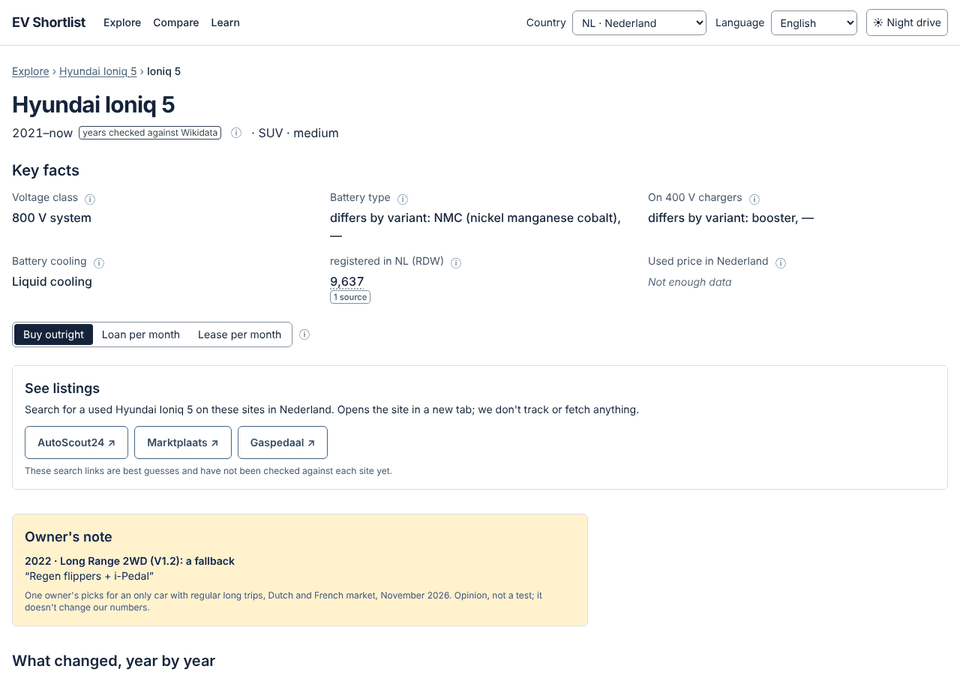 EV Shortlist Explore Compare Learn Country NL · Nederland Language English ☀ Night drive
Explore › Hyundai Ioniq 5 › Ioniq 5
Hyundai Ioniq 5
2021–now years checked against Wikidata ⓘ · SUV · medium
Key facts
Voltage class ⓘ
800 V system
Battery type ⓘ
differs by variant: NMC (nickel manganese cobalt),
—
On 400 V chargers ⓘ
differs by variant: booster, —
Battery cooling ⓘ
Liquid cooling
registered in NL (RDW) ⓘ
9,637
1 source
Used price in Nederland ⓘ
Not enough data
Buy outright Loan per month Lease per month ⓘ
See listings
Search for a used Hyundai Ioniq 5 on these sites in Nederland. Opens the site in a new tab; we don't track or fetch anything.
AutoScout24 ↗ Marktplaats ↗ Gaspedaal ↗
These search links are best guesses and have not been checked against each site yet.
Owner's note
2022 · Long Range 2WD (V1.2): a fallback
“Regen flippers + i-Pedal”
One owner's picks for an only car with regular long trips, Dutch and French market, November 2026. Opinion, not a test; it
doesn't change our numbers.
What changed, year by year